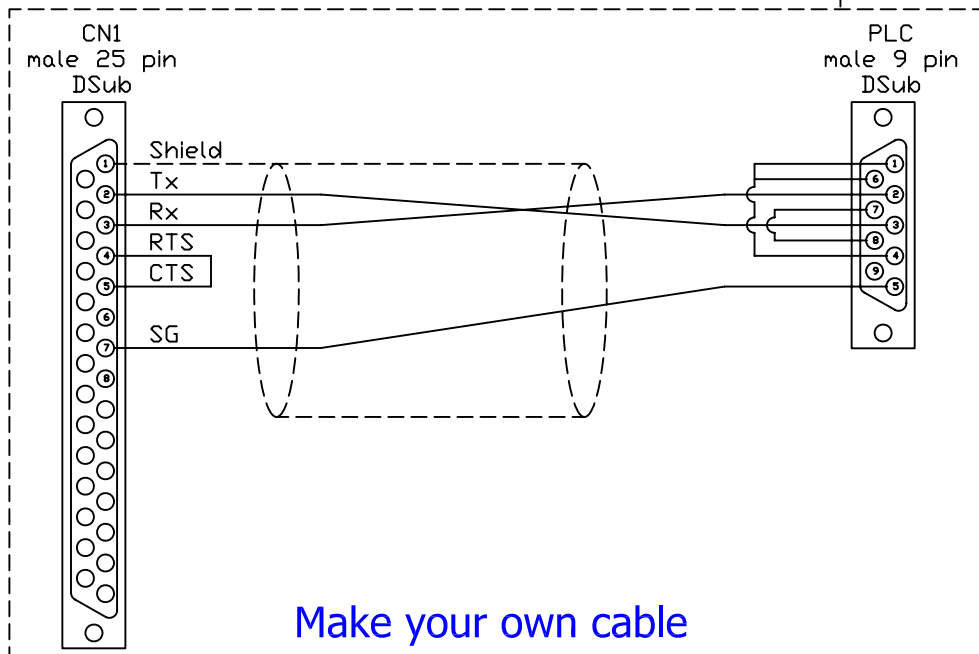 CN1
male 25 pin
DSub
PLC
male 9 pin
DSub
Shield
Tx
Rx
RTS
CTS
SG
1
2
3
4
5
6
7
8
1
6
2
7
3
8
4
9
5
Make your own cable